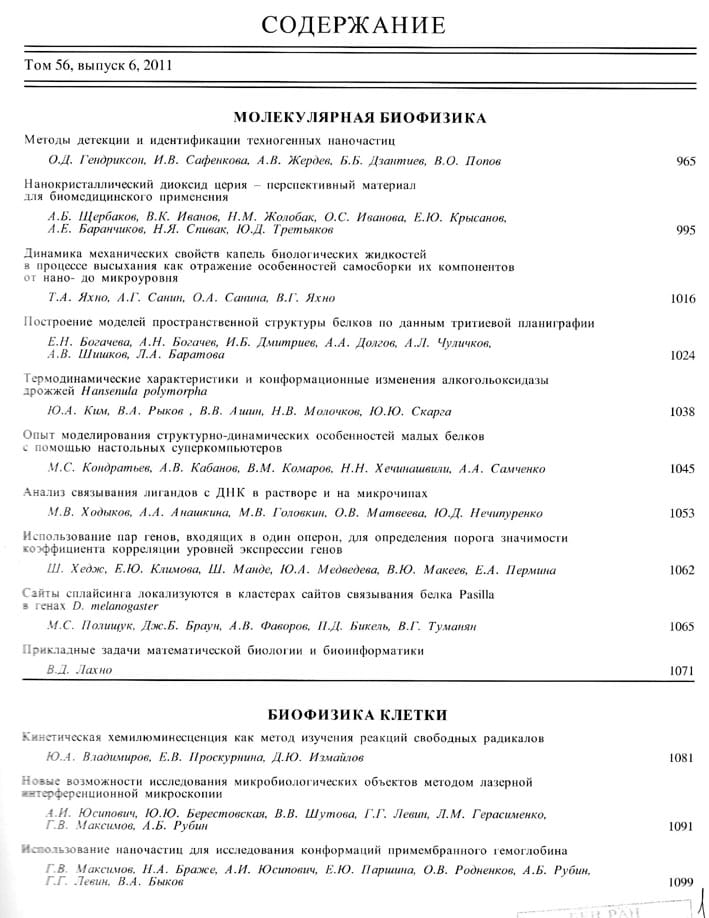 СОДЕРЖАНИЕ
Том 56, выпуск 6, 2011
МОЛЕКУЛЯРНАЯ БИОФИЗИКА
Методы детекции и идентификации техногенных наночастиц
О.Д. Гендриксон, И.В. Сафенкова, А.В. Жердев, Б.Б. Дзантиев, В.О. Попов 965
Нанокристаллический диоксид церия – перспективный материал
для биомедицинского применения
А.Б. Щербаков, В.К. Иванов, Н.М. Жолобак, О.С. Иванова, Е.Ю. Крысанов,
А.Е. Баранчиков, Н.Я. Спивак, Ю.Д. Третьяков 995
Динамика механических свойств капель биологических жидкостей
в процессе высыхания как отражение особенностей самосборки их компонентов
от нано- до микроуровня
Т.А. Яхно, А.Г. Санин, О.А. Санина, В.Г. Яхно 1016
Построение моделей пространственной структуры белков по данным тритиевой планиграфии
Е.Н. Богачева, А.Н. Богачев, И.Б. Дмитриев, А.А. Долгов, А.Л. Чуличков,
А.В. Шишков, Л.А. Баратова 1024
Термодинамические характеристики и конформационные изменения алкогольоксидазы
дрожжей Hansenula polymorpha
Ю.А. Ким, В.А. Рыков , В.В. Ашин, Н.В. Молочков, Ю.Ю. Скарга 1038
Опыт моделирования структурно-динамических особенностей малых белков
с помощью настольных суперкомпьютеров
М.С. Кондратьев, А.В. Кабанов, В.М. Комаров, Н.Н. Хечинашвили, А.А. Самченко 1045
Анализ связывания лигандов с ДНК в растворе и на микрочипах
М.В. Ходыков, А.А. Анашкина, М.В. Головкин, О.В. Матвеева, Ю.Д. Нечипуренко 1053
Использование пар генов, входящих в один оперон, для определения порога значимости
коэффициента корреляции уровней экспрессии генов
Ш. Хедж, Е.Ю. Климова, Ш. Манде, Ю.А. Медведева, В.Ю. Макеев, Е.А. Пермина 1062
Сайты сплайсинга локализуются в кластерах сайтов связывания белка Pasilla
в генах D. melanogaster
М.С. Полищук, Дж.Б. Браун, А.В. Фаворов, П.Д. Бикель, В.Г. Туманян 1065
Прикладные задачи математической биологии и биоинформатики
В.Д. Лахно 1071
БИОФИЗИКА КЛЕТКИ
Кинетическая хемилюминесценция как метод изучения реакций свободных радикалов
Ю.А. Владимиров, Е.В. Проскурнина, Д.Ю. Измайлов 1081
Новые возможности исследования микробиологических объектов методом лазерной
интерференционной микроскопии
А.И. Юсипович, Ю.Ю. Берестовская, В.В. Шутова, Г.Г. Левин, Л.М. Герасименко,
Г.В. Максимов, А.Б. Рубин 1091
Использование наночастиц для исследования конформаций примембранного гемоглобина
Г.В. Максимов, Н.А. Браже, А.И. Юсипович, Е.Ю. Паршина, О.В. Родненков, А.Б. Рубин,
Г.Г. Левин, В.А. Быков 1099